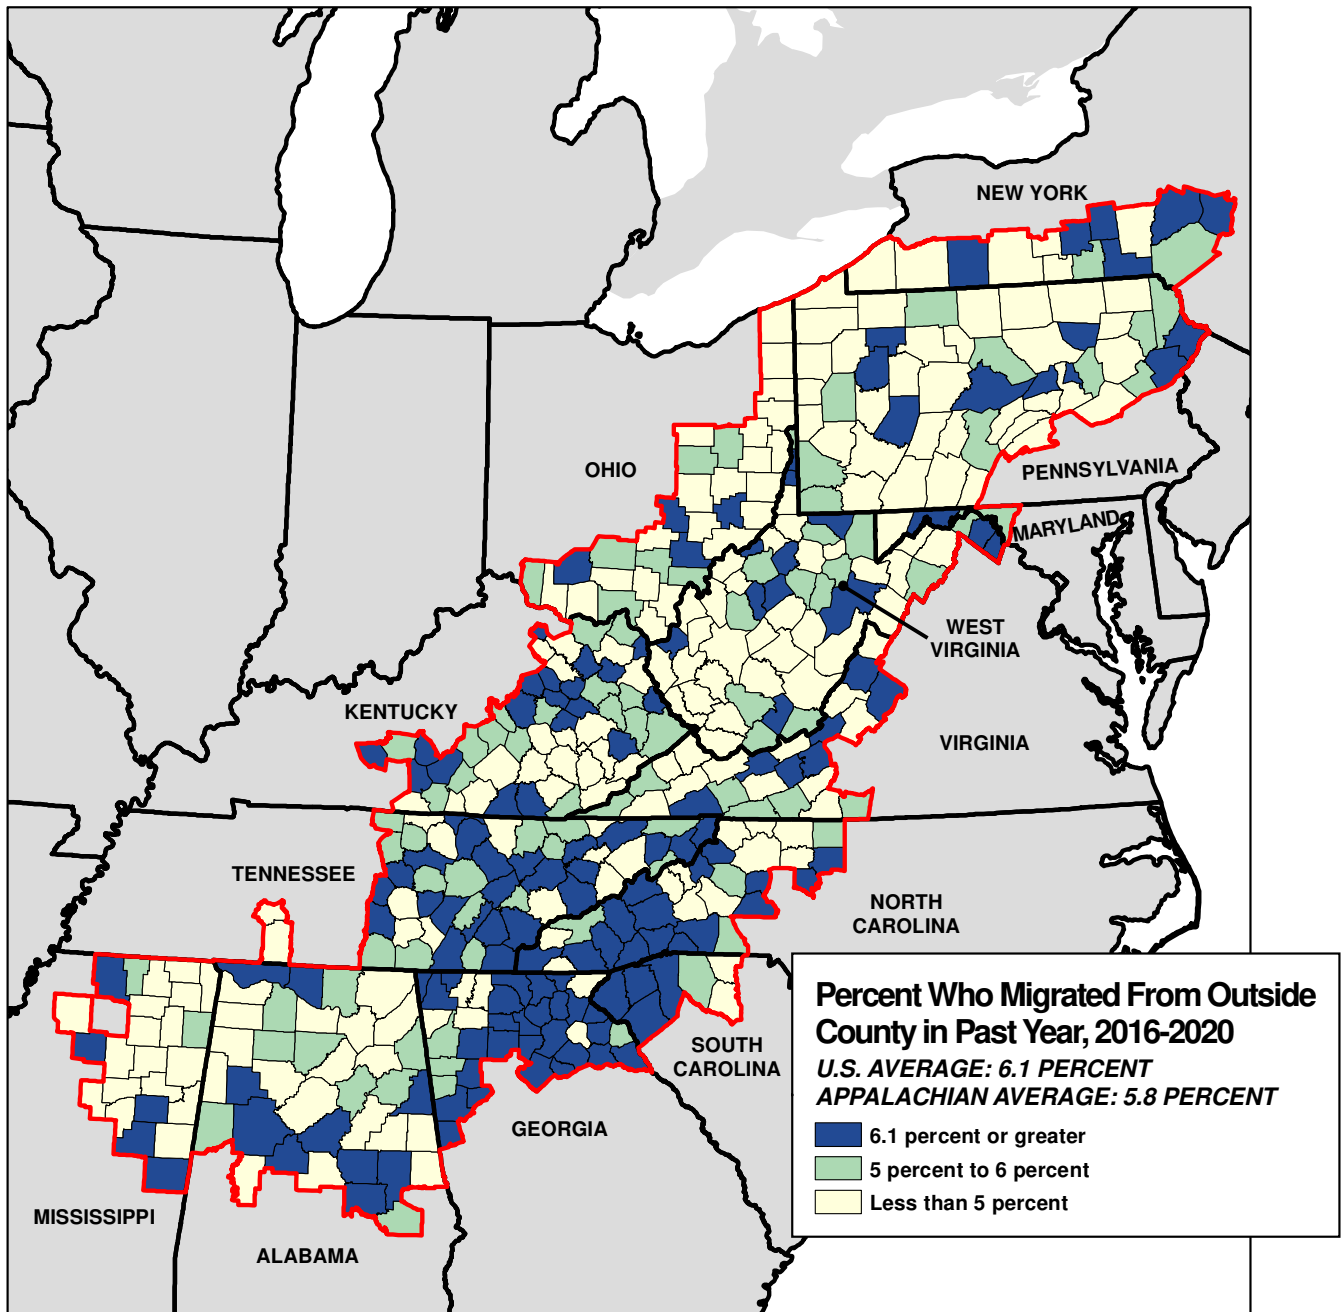 NEW YORK
OHIO
PENNSYLVANIA
MARYLAND
WEST
VIRGINIA
KENTUCKY
VIRGINIA
TENNESSEE
NORTH
CAROLINA
SOUTH
CAROLINA
GEORGIA
MISSISSIPPI
ALABAMA
Percent Who Migrated From Outside
County in Past Year, 2016-2020
U.S. AVERAGE: 6.1 PERCENT
APPALACHIAN AVERAGE: 5.8 PERCENT
6.1 percent or greater
5 percent to 6 percent
Less than 5 percent